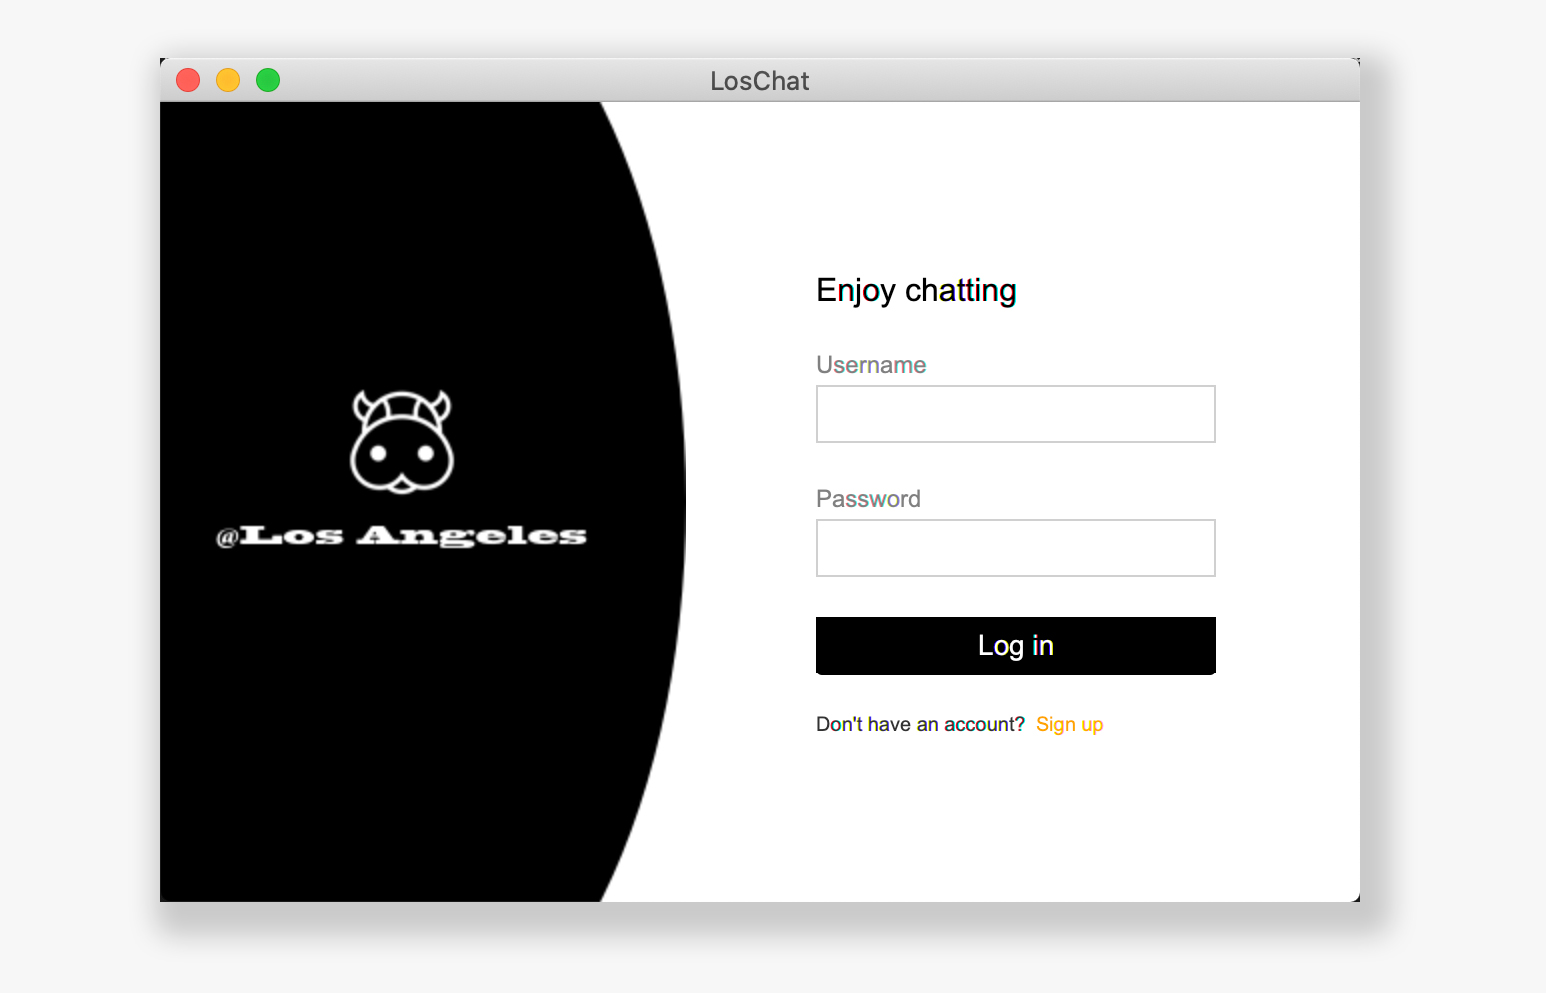 LosChat
@Los Angeles
Enjoy chatting
Username
Password
Log in
Don't have an account? Sign up